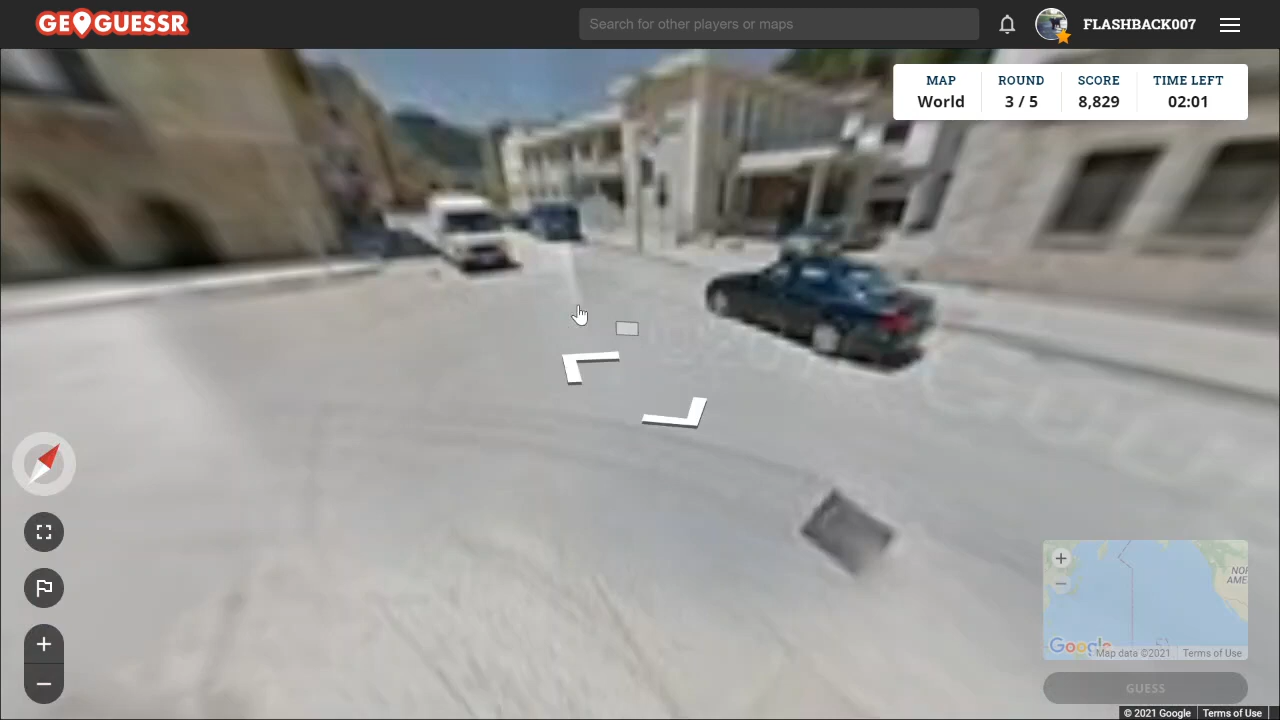 GEOGUESSR
Search for other players or maps
FLASHBACK007
MAP ROUND SCORE TIME LEFT
World 3 / 5 8,829 02:01
Google
Map data ©2021 Terms of Use
GUESS
© 2021 Google Terms of Use